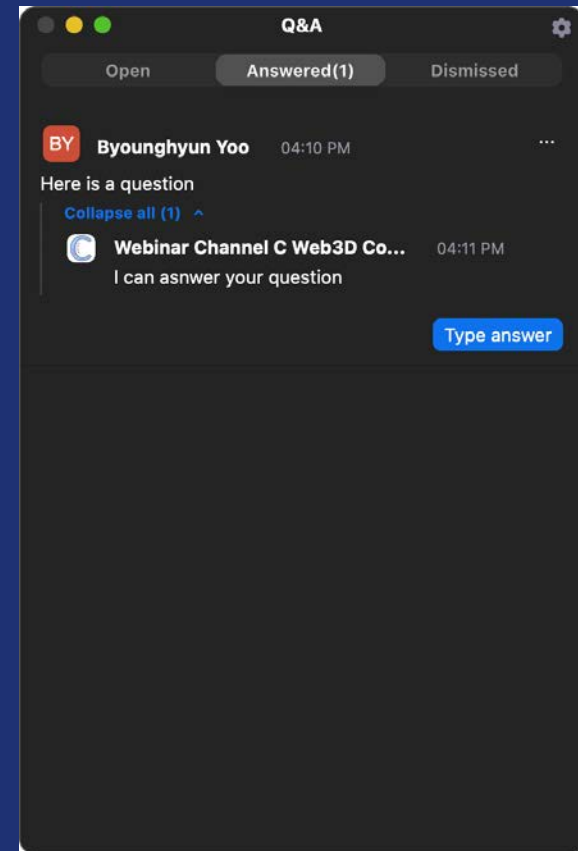 Q&A
Open Answered(1) Dismissed
BY Byounghyun Yoo 04:10 PM ...
Here is a question
Collapse all (1)
C Webinar Channel C Web3D Co... 04:11 PM
I can asnwer your question
Type answer